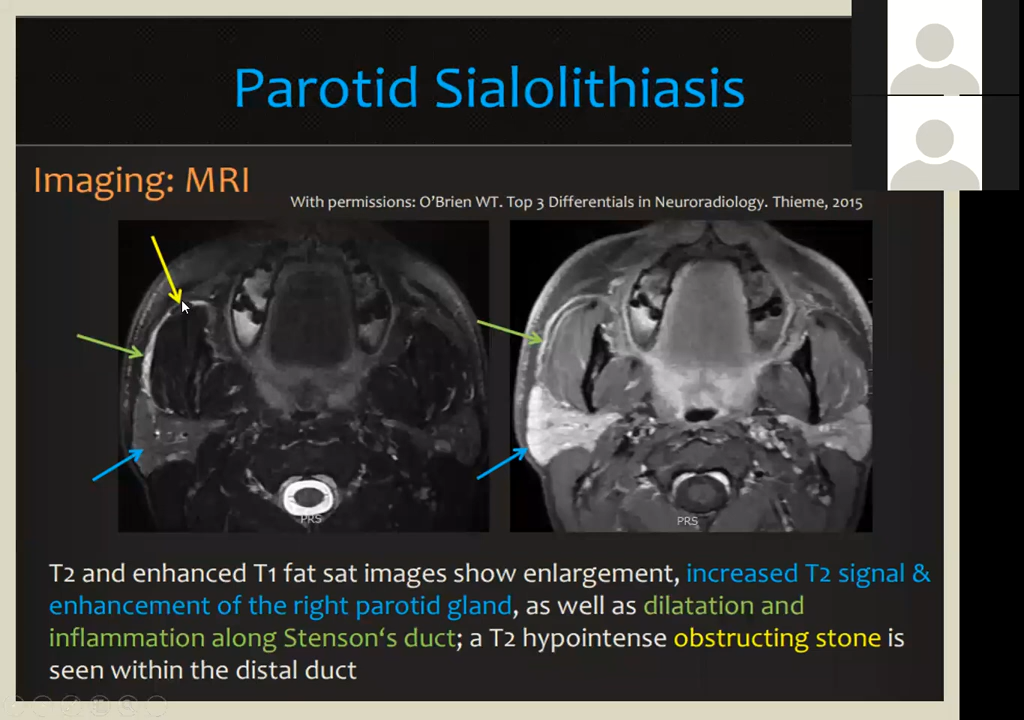 Parotid Sialolithiasis
Imaging: MRI
With permissions: O’Brien WT. Top 3 Differentials in Neuroradiology. Thieme, 2015
PRS
PRS
T2 and enhanced T1 fat sat images show enlargement, increased T2 signal &
enhancement of the right parotid gland, as well as dilatation and
inflammation along Stenson‘s duct; a T2 hypointense obstructing stone is
seen within the distal duct